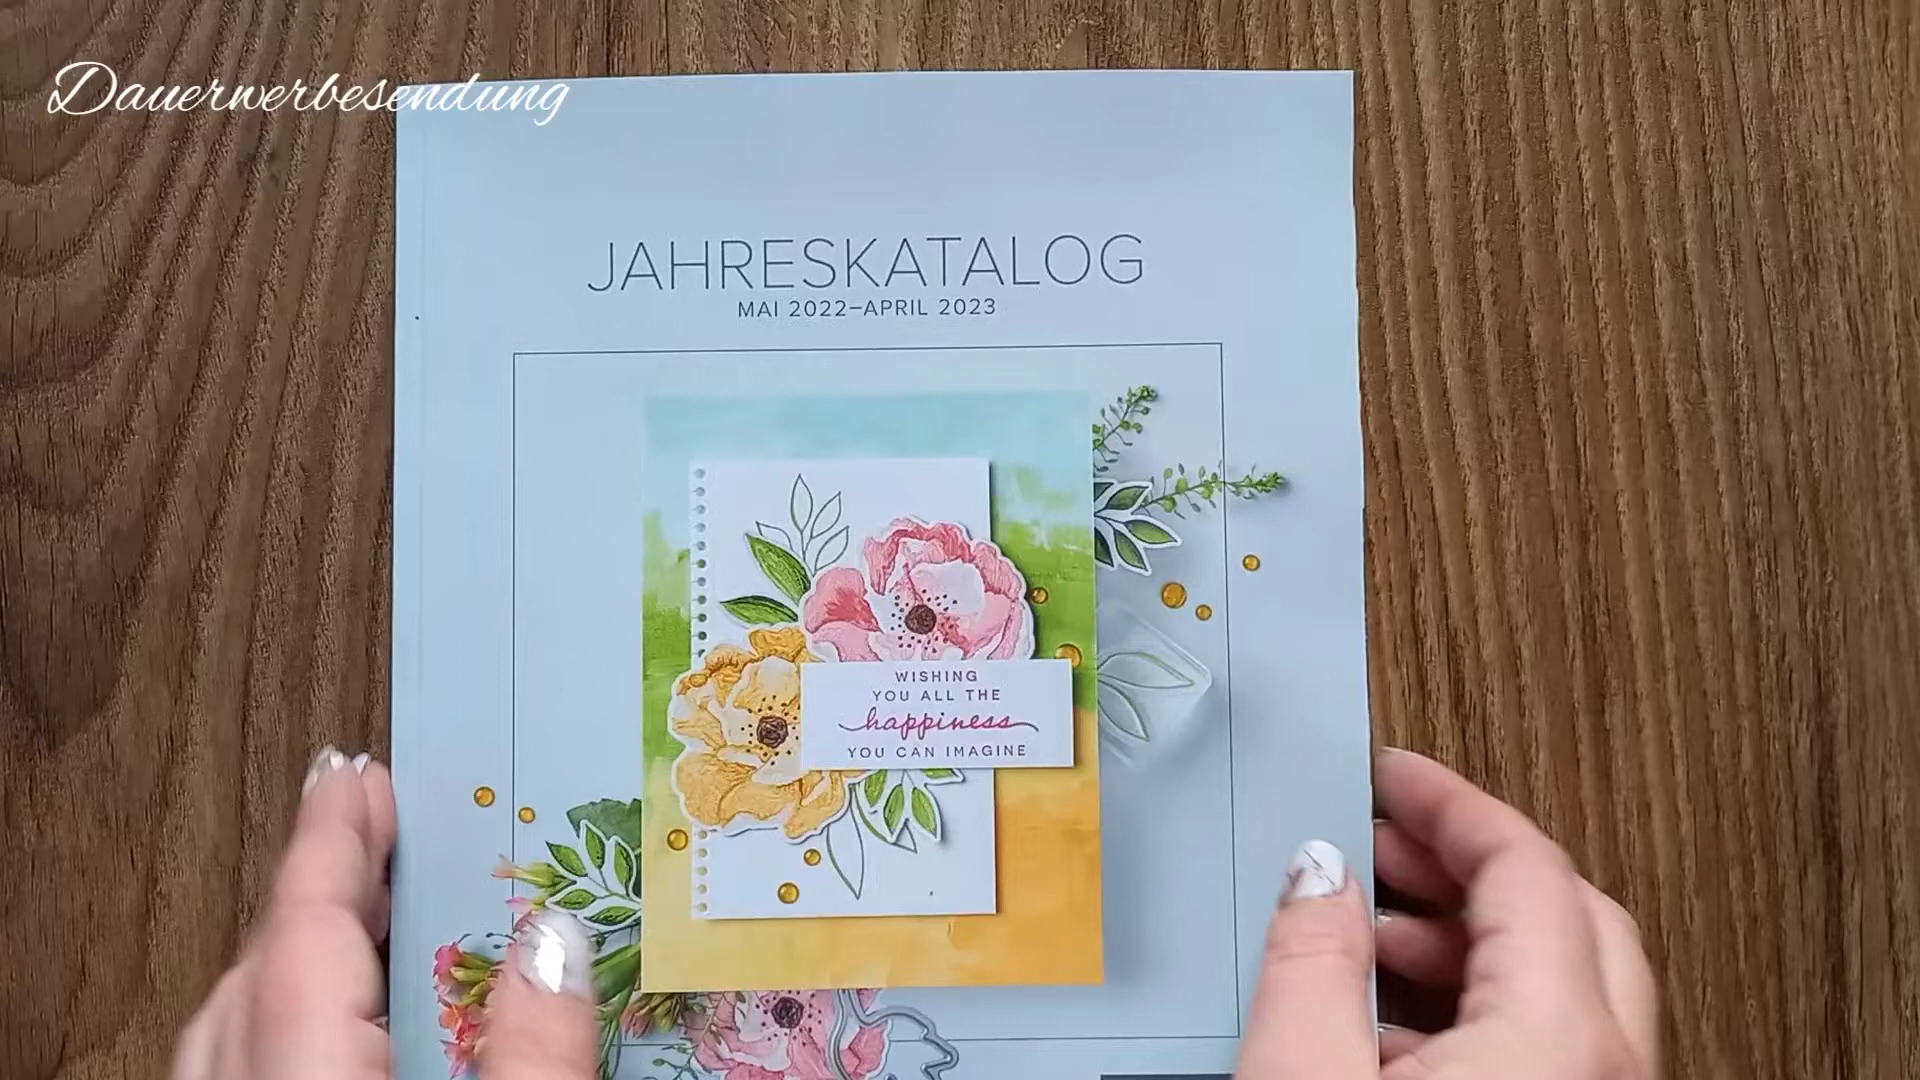 Dauerwerbesendung
JAHRESKATALOG
MAI 2022–APRIL 2023
WISHING
YOU ALL THE
happiness
YOU CAN IMAGINE